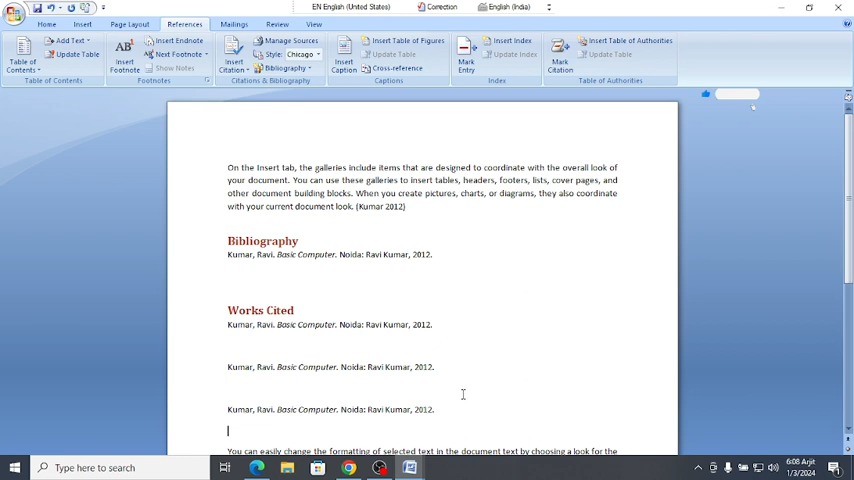 EN English (United States) Correction English (India)
Home Insert Page Layout References Mailings Review View
Table of Contents
Add Text
Update Table
Table of Contents
AB1
Insert Footnote
Insert Endnote
Next Footnote
Show Notes
Footnotes
Insert Citation
Manage Sources
Style: Chicago
Bibliography
Citations & Bibliography
Insert Caption
Insert Table of Figures
Update Table
Cross-reference
Captions
Mark Entry
Insert Index
Update Index
Index
Mark Citation
Insert Table of Authorities
Update Table
Table of Authorities
On the Insert tab, the galleries include items that are designed to coordinate with the overall look of
your document. You can use these galleries to insert tables, headers, footers, lists, cover pages, and
other document building blocks. When you create pictures, charts, or diagrams, they also coordinate
with your current document look. (Kumar 2012)
Bibliography
Kumar, Ravi. Basic Computer. Noida: Ravi Kumar, 2012.
Works Cited
Kumar, Ravi. Basic Computer. Noida: Ravi Kumar, 2012.
Kumar, Ravi. Basic Computer. Noida: Ravi Kumar, 2012.
Kumar, Ravi. Basic Computer. Noida: Ravi Kumar, 2012.
You can easily change the formatting of selected text in the document text by choosing a look for the
Type here to search
6:08 Arjit
1/3/2024
1